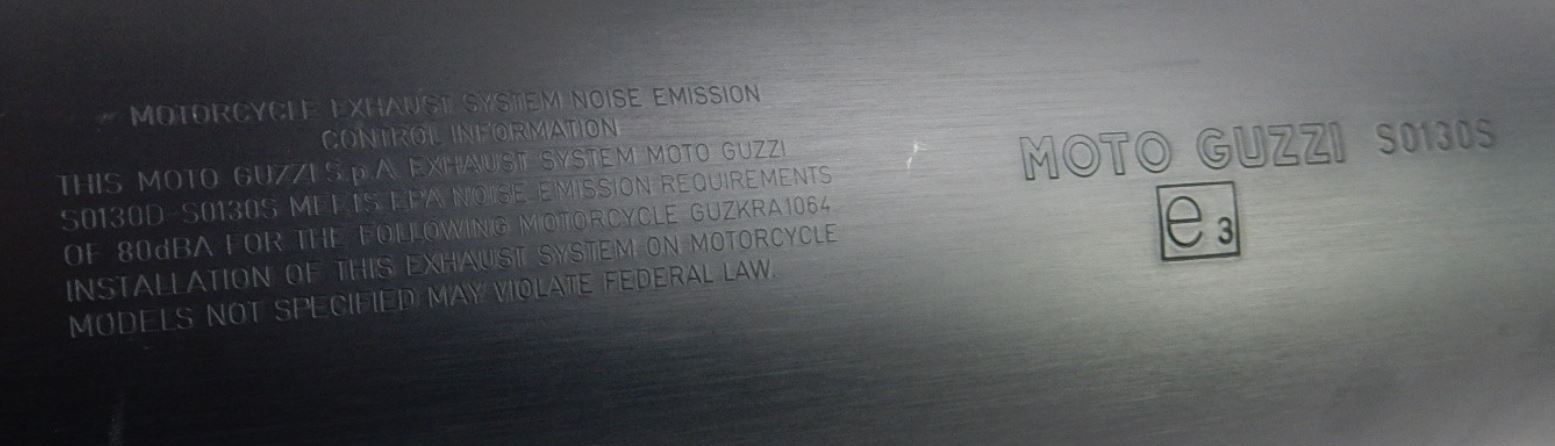 MOTORCYCLE EXHAUST SYSTEM NOISE EMISSION
CONTROL INFORMATION
THIS MOTO GUZZI S.p.A. EXHAUST SYSTEM MOTO GUZZI
S0130D-S0130S MEETS EPA NOISE EMISSION REQUIREMENTS
OF 80dBA FOR THE FOLLOWING MOTORCYCLE GUZKRA1064
INSTALLATION OF THIS EXHAUST SYSTEM ON MOTORCYCLE
MODELS NOT SPECIFIED MAY VIOLATE FEDERAL LAW.
MOTO GUZZI S0130S
e3